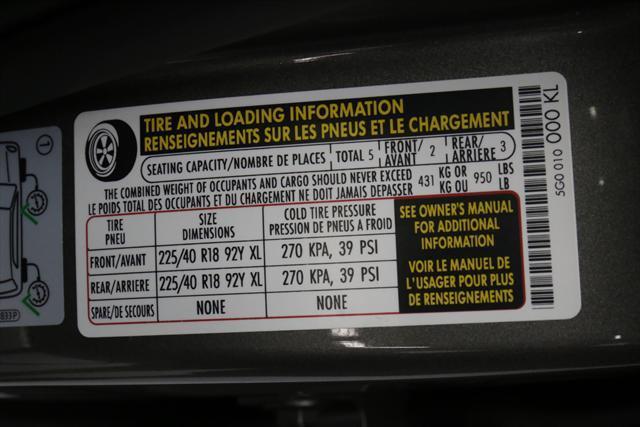 TIRE AND LOADING INFORMATION
RENSEIGNEMENTS SUR LES PNEUS ET LE CHARGEMENT
SEATING CAPACITY/NOMBRE DE PLACES TOTAL 5 FRONT/AVANT 2 REAR/ARRIÈRE 3
THE COMBINED WEIGHT OF OCCUPANTS AND CARGO SHOULD NEVER EXCEED 431 KG OR 950 LBS
LE POIDS TOTAL DES OCCUPANTS ET DU CHARGEMENT NE DOIT JAMAIS DEPASSER KG OU LB
TIRE PNEU SIZE DIMENSIONS COLD TIRE PRESSURE PRESSION DE PNEUS A FROID
FRONT/AVANT 225/40 R18 92Y XL 270 KPA, 39 PSI
REAR/ARRIERE 225/40 R18 92Y XL 270 KPA, 39 PSI
SPARE/DE SECOURS NONE NONE
SEE OWNER'S MANUAL
FOR ADDITIONAL
INFORMATION
VOIR LE MANUEL DE
L'USAGER POUR PLUS
DE RENSEIGNEMENTS
5G0 010 000 KL
1
833 P